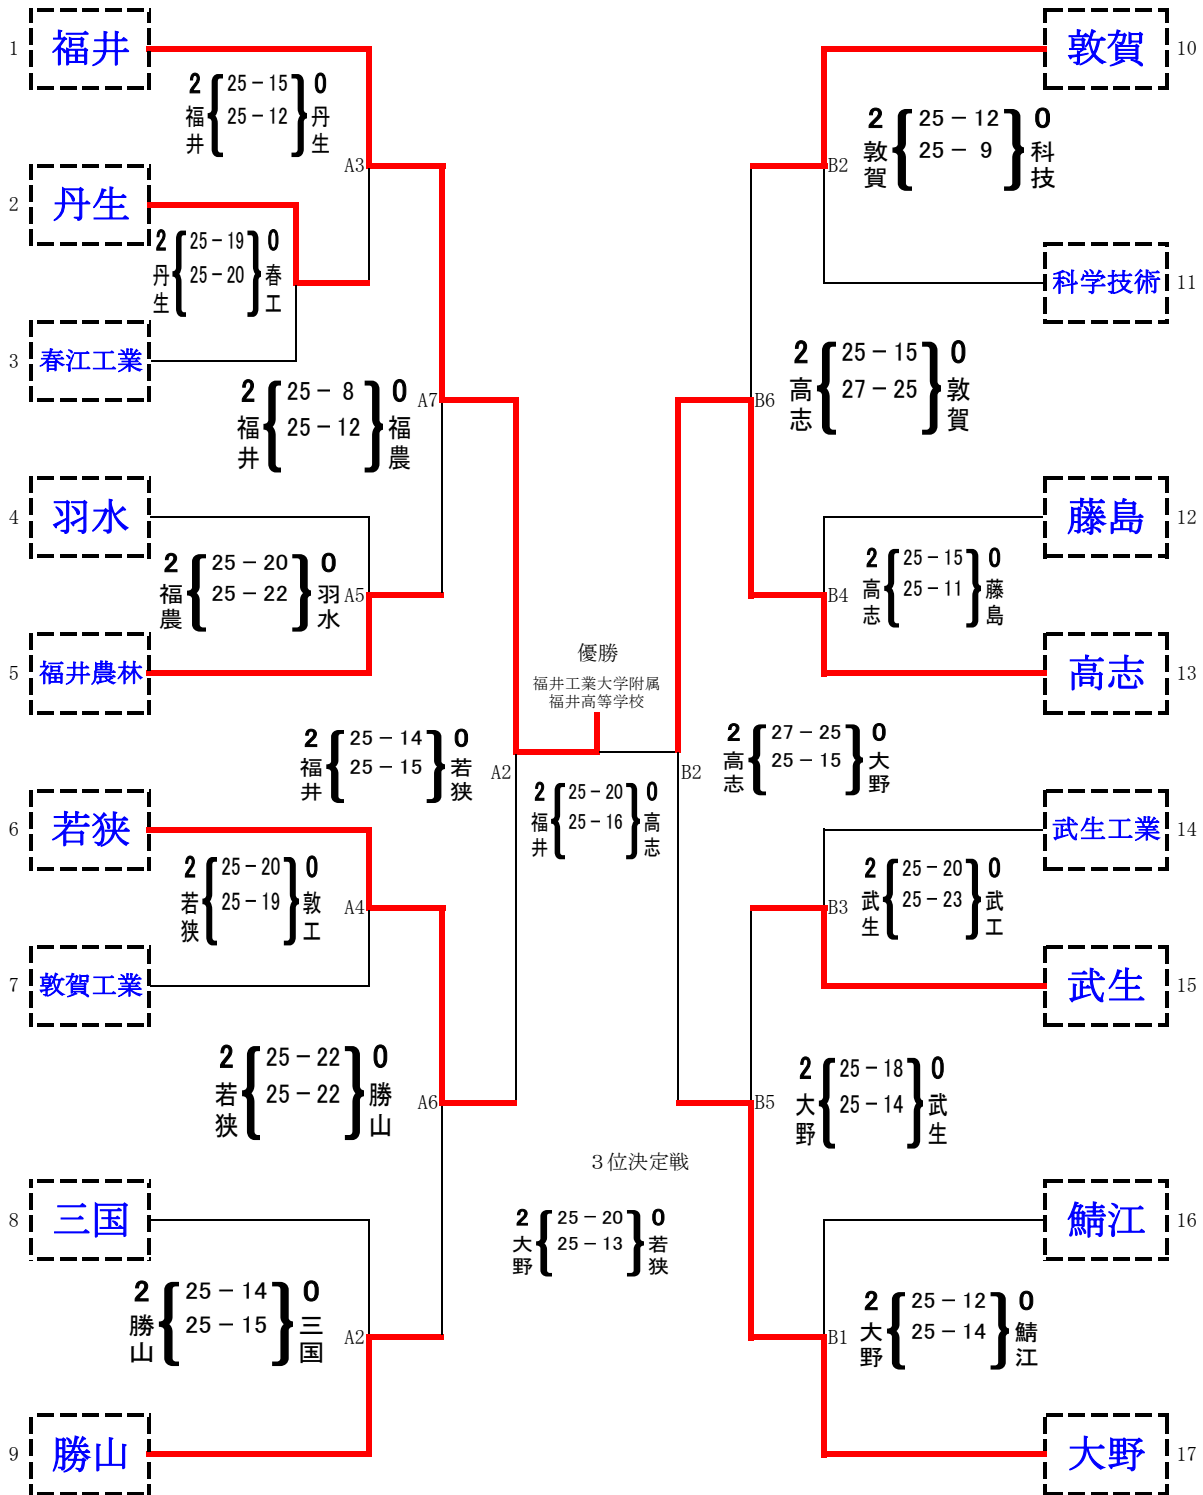 1 福井
2 福井 25－15 25－12 0 丹生
A3
2 丹生
2 丹生 25－19 25－20 0 春工
3 春江工業
2 福井 25－8 25－12 0 福農
A7
4 羽水
2 福農 25－20 25－22 0 羽水
A5
5 福井農林
2 福井 25－14 25－15 0 若狭
A2
6 若狭
2 若狭 25－20 25－19 0 敦工
A4
7 敦賀工業
2 若狭 25－22 25－22 0 勝山
A6
8 三国
2 勝山 25－14 25－15 0 三国
A2
9 勝山
優勝
福井工業大学附属
福井高等学校
2 福井 25－20 25－16 0 高志
３位決定戦
2 大野 25－20 25－13 0 若狭
敦賀 10
B2
2 敦賀 25－12 25－9 0 科技
科学技術 11
B6
2 高志 25－15 27－25 0 敦賀
藤島 12
B4
2 高志 25－15 25－11 0 藤島
高志 13
B2
2 高志 27－25 25－15 0 大野
武生工業 14
B3
2 武生 25－20 25－23 0 武工
武生 15
B5
2 大野 25－18 25－14 0 武生
鯖江 16
B1
2 大野 25－12 25－14 0 鯖江
大野 17